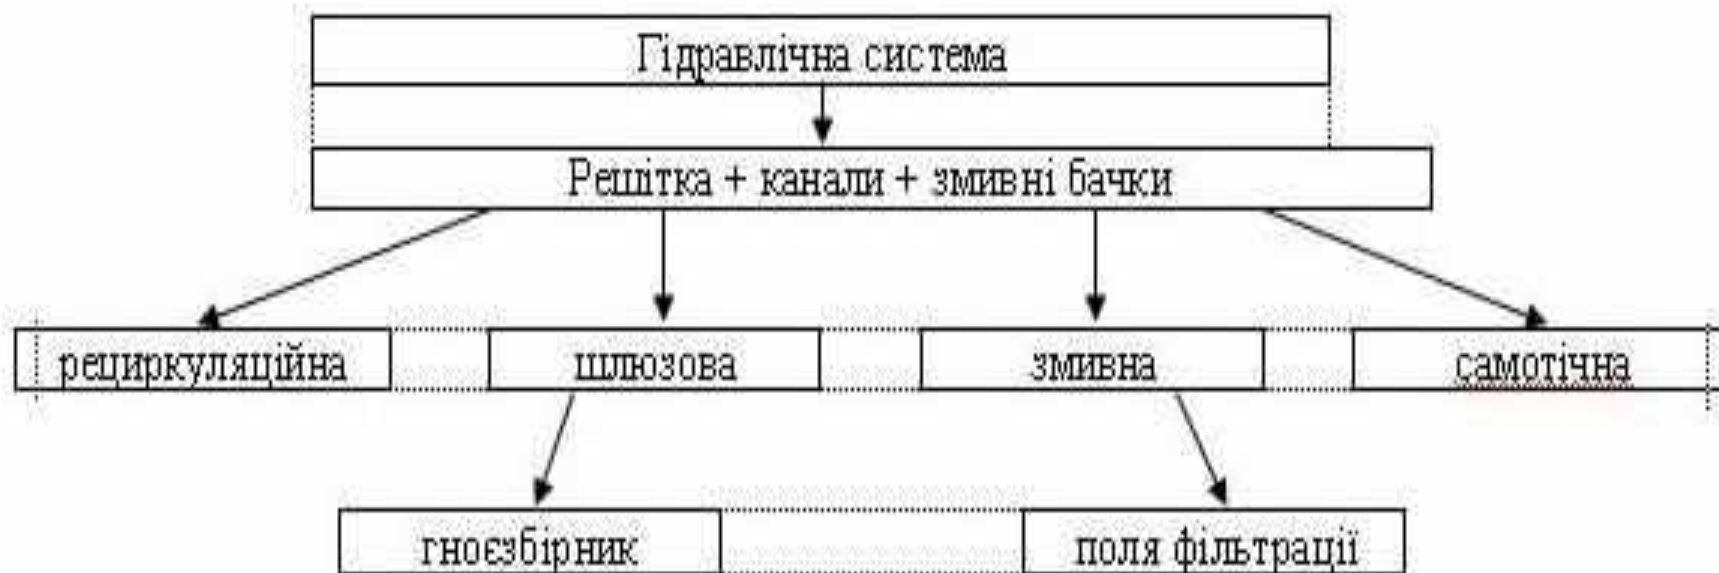 Гідравлічна система
Решітка + канали + змивні бачки
рециркуляційна
шлюзова
змивна
самотічна
гноєзбірник
поля фільтрації